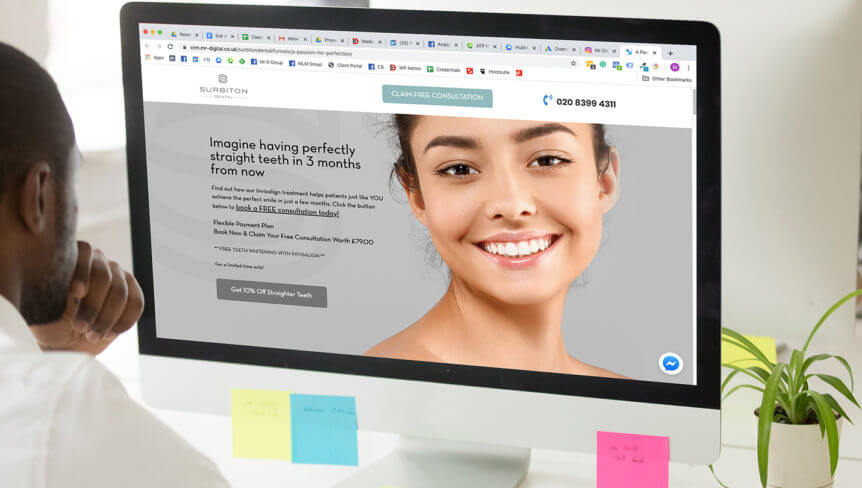 crm.mr-digital.co.uk/surbitondental/funnels/a-passion-for-perfection/
Apps
Mr D Group
MLM Group
Client Portal
CS
WP Admin
Credentials
Hootsuite
Other Bookmarks
SURBITON
DENTAL
CLAIM FREE CONSULTATION
020 8399 4311
Imagine having perfectly
straight teeth in 3 months
from now
Find out how our Invisalign treatment helps patients just like YOU
achieve the perfect smile in just a few months. Click the button
below to book a FREE consultation today!
Flexible Payment Plan
Book Now & Claim Your Free Consultation Worth £79.00
** FREE TEETH WHITENING WITH INVISALIGN **
For a limited time only!
Get 10% Off Straighter Teeth